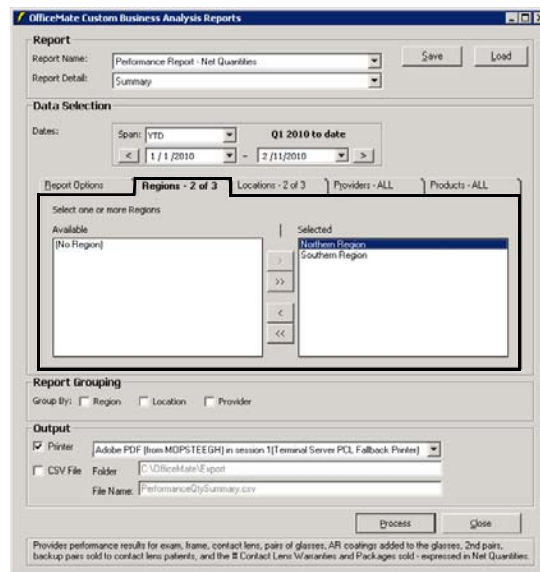 OfficeMate Custom Business Analysis Reports
Report
Report Name: Performance Report - Net Quantities Save Load
Report Detail: Summary
Data Selection
Dates: Span: YTD Q1 2010 to date
< 1 / 1 /2010 - 2 /11/2010 >
Report Options Regions - 2 of 3 Locations - 2 of 3 Providers - ALL Products - ALL
Select one or more Regions
Available Selected
(No Region) Northern Region
Southern Region
>
>>
<
<<
Report Grouping
Group By: Region Location Provider
Output
Printer Adobe PDF (from MOPSTEEGH) in session 1(Terminal Server PCL Fallback Printer)
CSV File Folder C:\OfficeMate\Export
File Name: PerformanceQtySummary.csv
Process Close
Provides performance results for exam, frame, contact lens, pairs of glasses, AR coatings added to the glasses, 2nd pairs,
backup pairs sold to contact lens patients, and the # Contact Lens Warranties and Packages sold - expressed in Net Quantities.